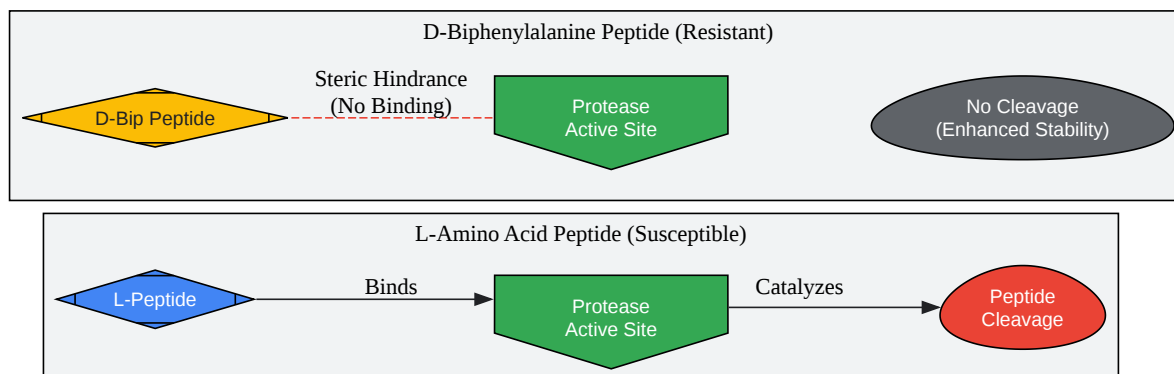 D-Biphenylalanine Peptide (Resistant)
D-Bip Peptide
Steric Hindrance
(No Binding)
Protease
Active Site
No Cleavage
(Enhanced Stability)
L-Amino Acid Peptide (Susceptible)
L-Peptide
Binds
Protease
Active Site
Catalyzes
Peptide
Cleavage